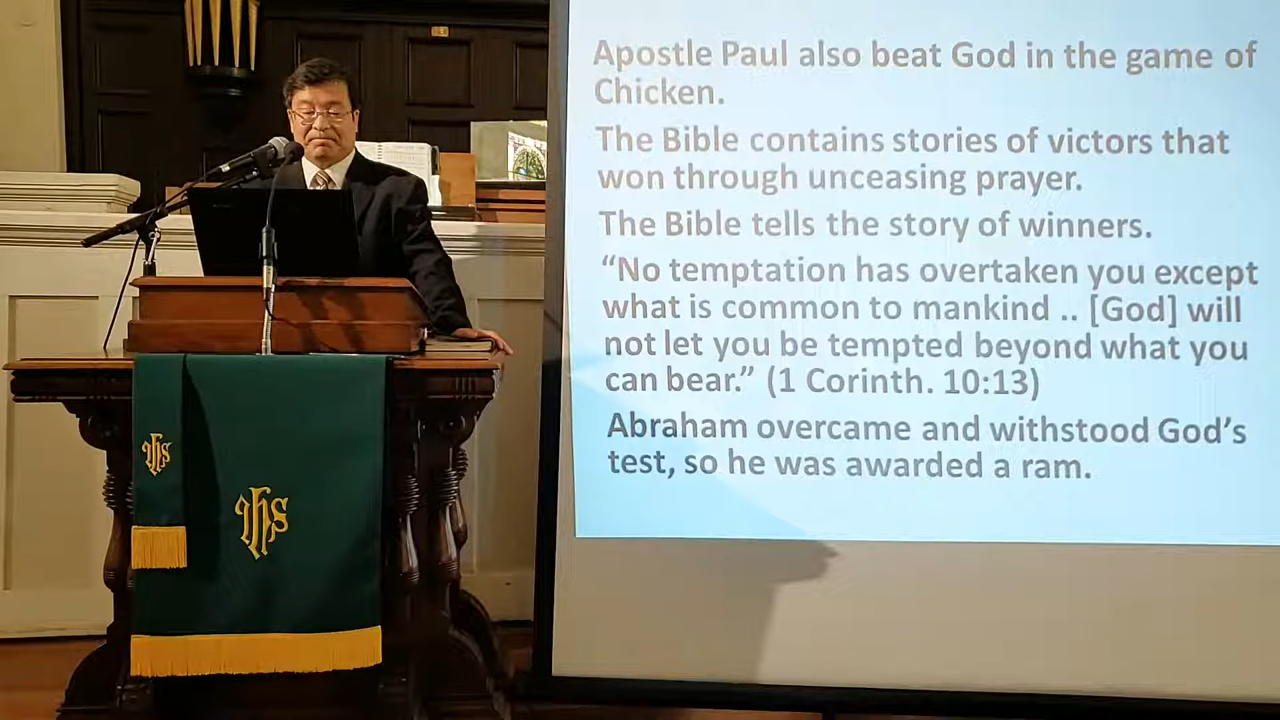 Apostle Paul also beat God in the game of
Chicken.
The Bible contains stories of victors that
won through unceasing prayer.
The Bible tells the story of winners.
“No temptation has overtaken you except
what is common to mankind .. [God] will
not let you be tempted beyond what you
can bear.” (1 Corinth. 10:13)
Abraham overcame and withstood God’s
test, so he was awarded a ram.
ihs
ihs